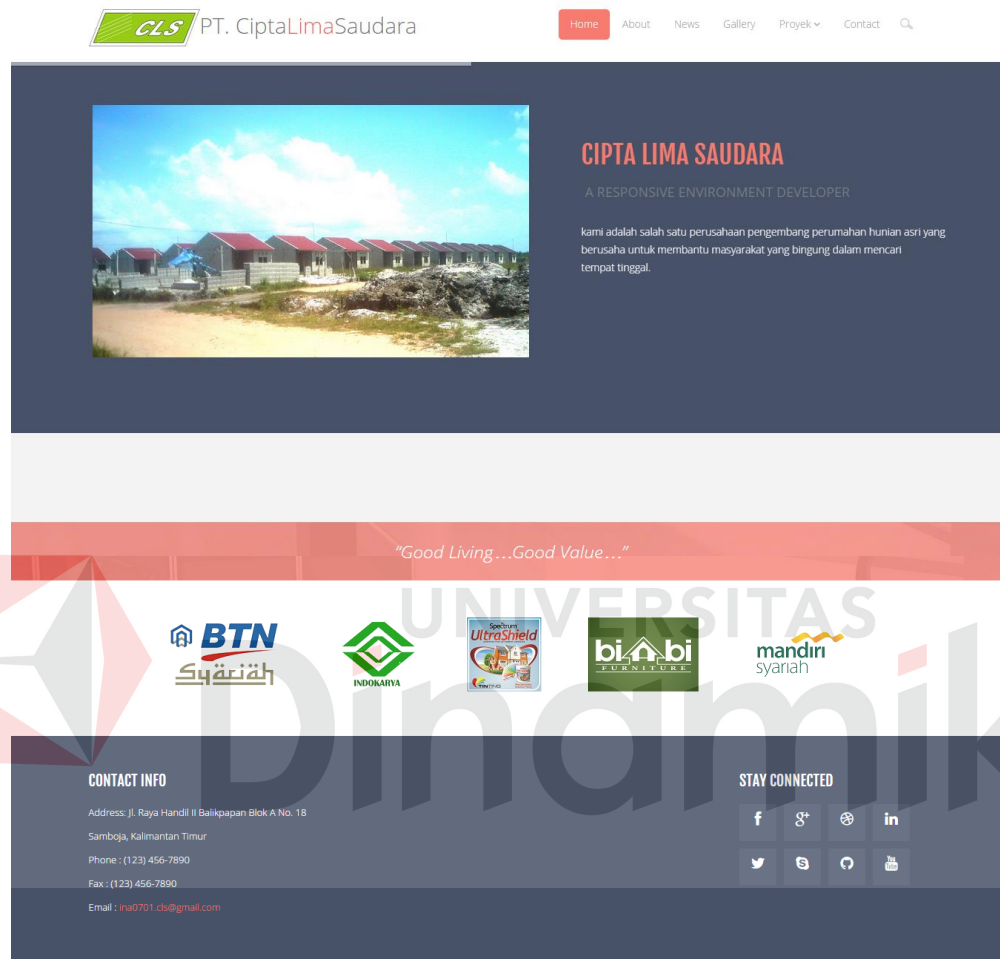 CLS PT. CiptaLimaSaudara
Home About News Gallery Proyek Contact
CIPTA LIMA SAUDARA
A RESPONSIVE ENVIRONMENT DEVELOPER
kami adalah salah satu perusahaan pengembang perumahan hunian asri yang
berusaha untuk membantu masyarakat yang bingung dalam mencari
tempat tinggal.
“Good Living...Good Value...”
UNIVERSITAS
Dinamik
BTN
Syariah
INDOKARYA
Spectrum
UltraShield
TINTING
biAbi
FURNITURE
mandiri
syariah
CONTACT INFO
Address: Jl. Raya Handil II Balikpapan Blok A No. 18
Samboja, Kalimantan Timur
Phone : (123) 456-7890
Fax : (123) 456-7890
Email : ina0701.cls@gmail.com
STAY CONNECTED
f g+ in
You Tube